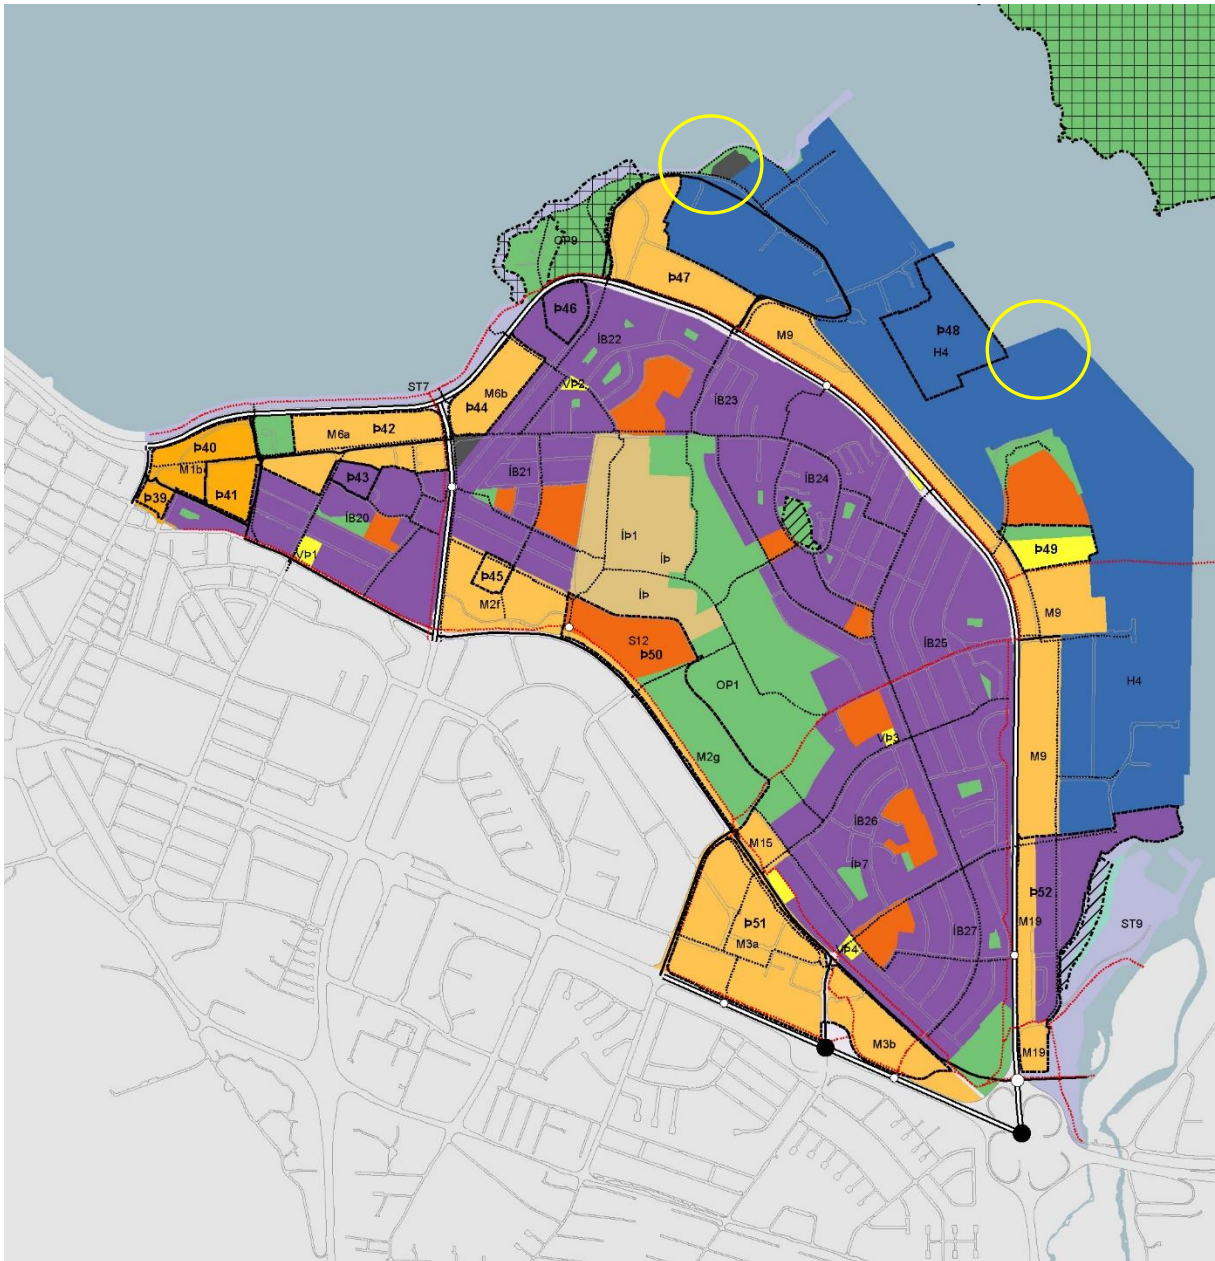 OP9
Þ47
Þ46
ÍB22
M9
Þ48
H4
ST7
VÞ2
M6b
Þ44
ÍB23
Þ42
M6a
Þ40
M1b
Þ41
Þ39
Þ43
ÍB21
ÍB24
ÍB20
VÞ1
ÍÞ1
ÍÞ
ÍÞ
Þ45
M2f
Þ49
M9
S12
Þ50
ÍB25
OP1
H4
VÞ3
M2g
M9
ÍB26
M15
ÍÞ7
Þ52
M19
ST9
Þ51
M3a
VÞ4
ÍB27
M3b
M19